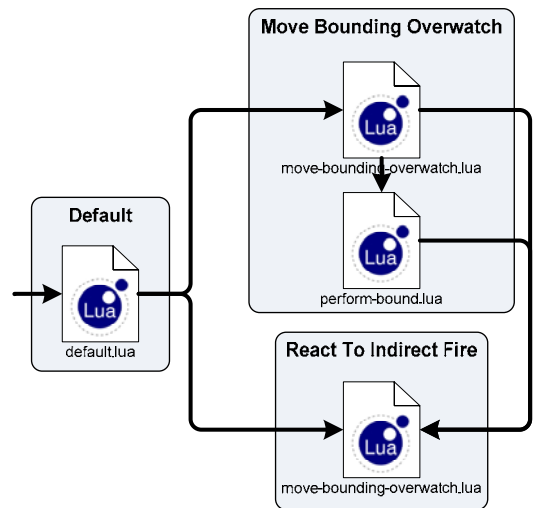 Move Bounding Overwatch
Lua
move-bounding-overwatch.lua
Default
Lua
perform-bound.lua
Lua
default.lua
React To Indirect Fire
Lua
move-bounding-overwatch.lua